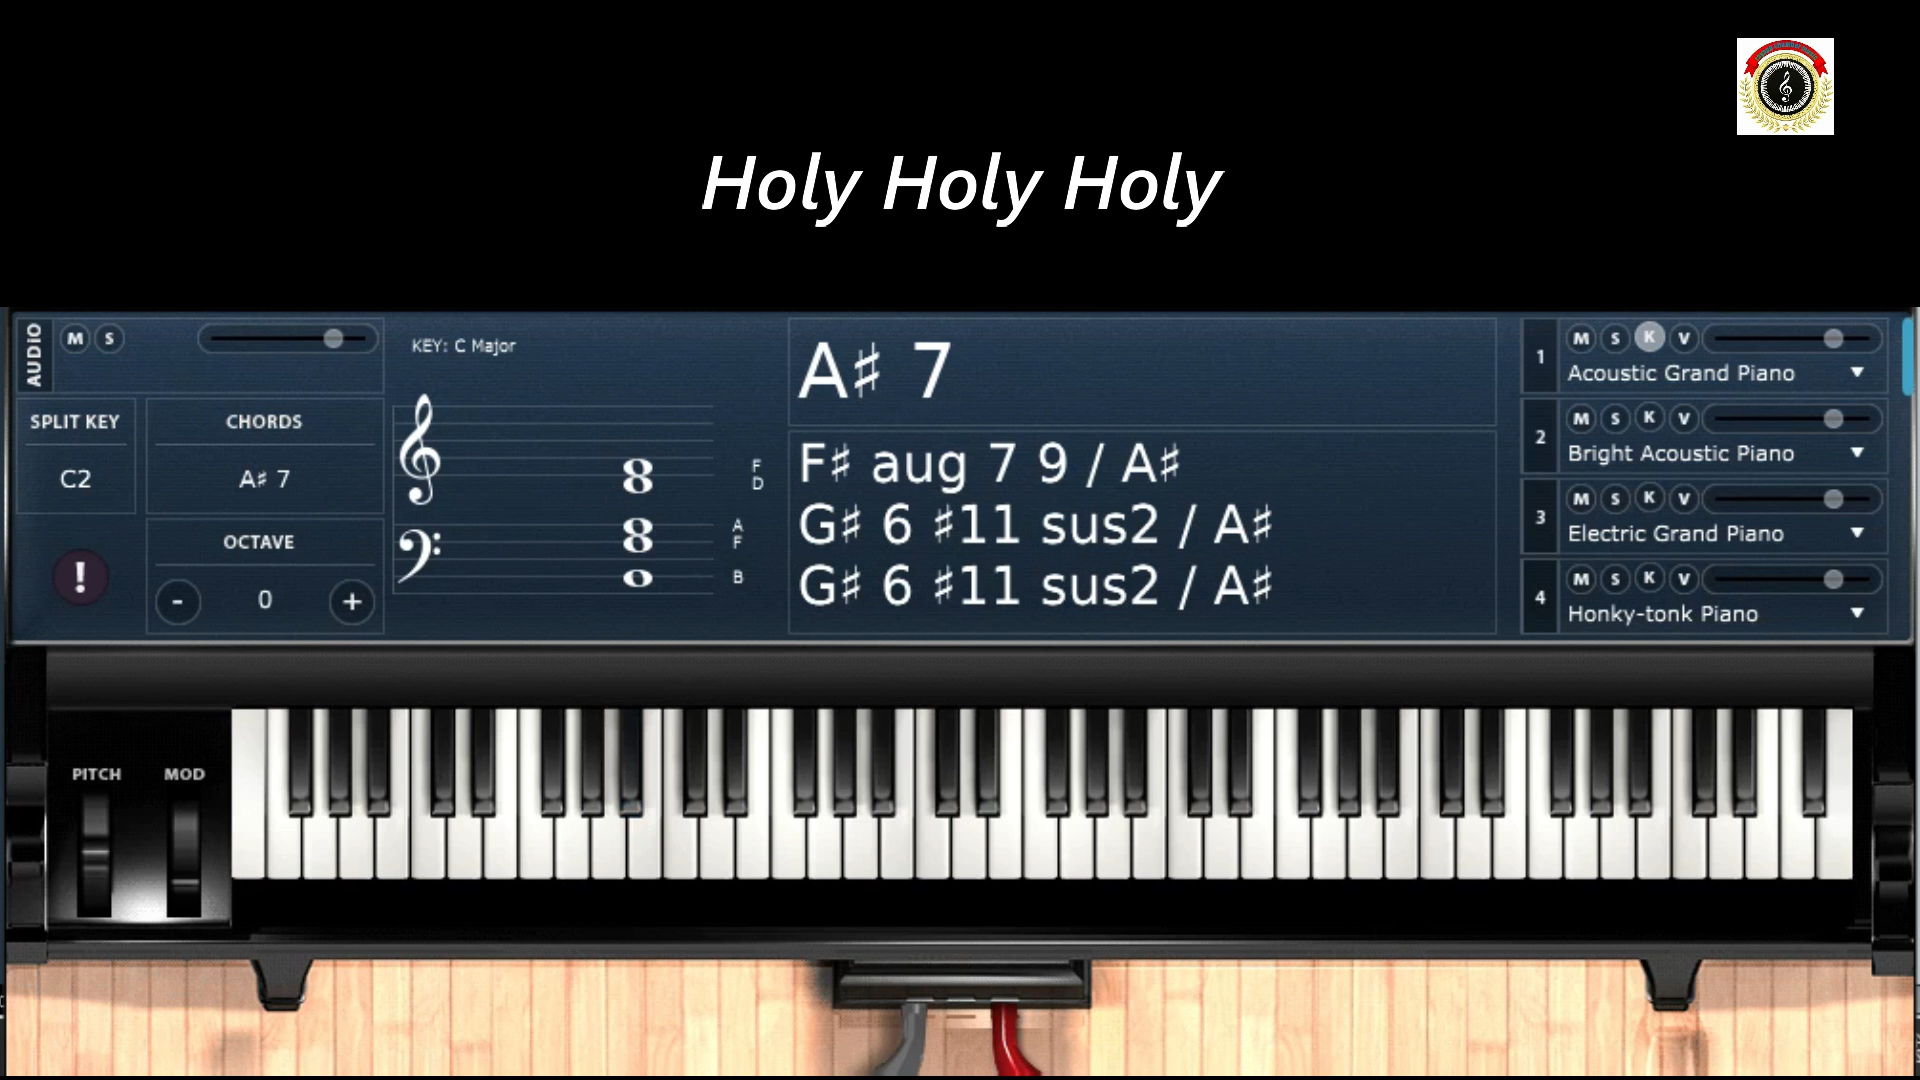 Holy Holy Holy
AUDIO
M S
KEY: C Major
SPLIT KEY
C2
CHORDS
A♯ 7
OCTAVE
- 0 +
!
F
D
A
F
B
A♯ 7
F♯ aug 7 9 / A♯
G♯ 6 #11 sus2 / A♯
G♯ 6 #11 sus2 / A♯
1 M S K V
Acoustic Grand Piano
2 M S K V
Bright Acoustic Piano
3 M S K V
Electric Grand Piano
4 M S K V
Honky-tonk Piano
PITCH MOD